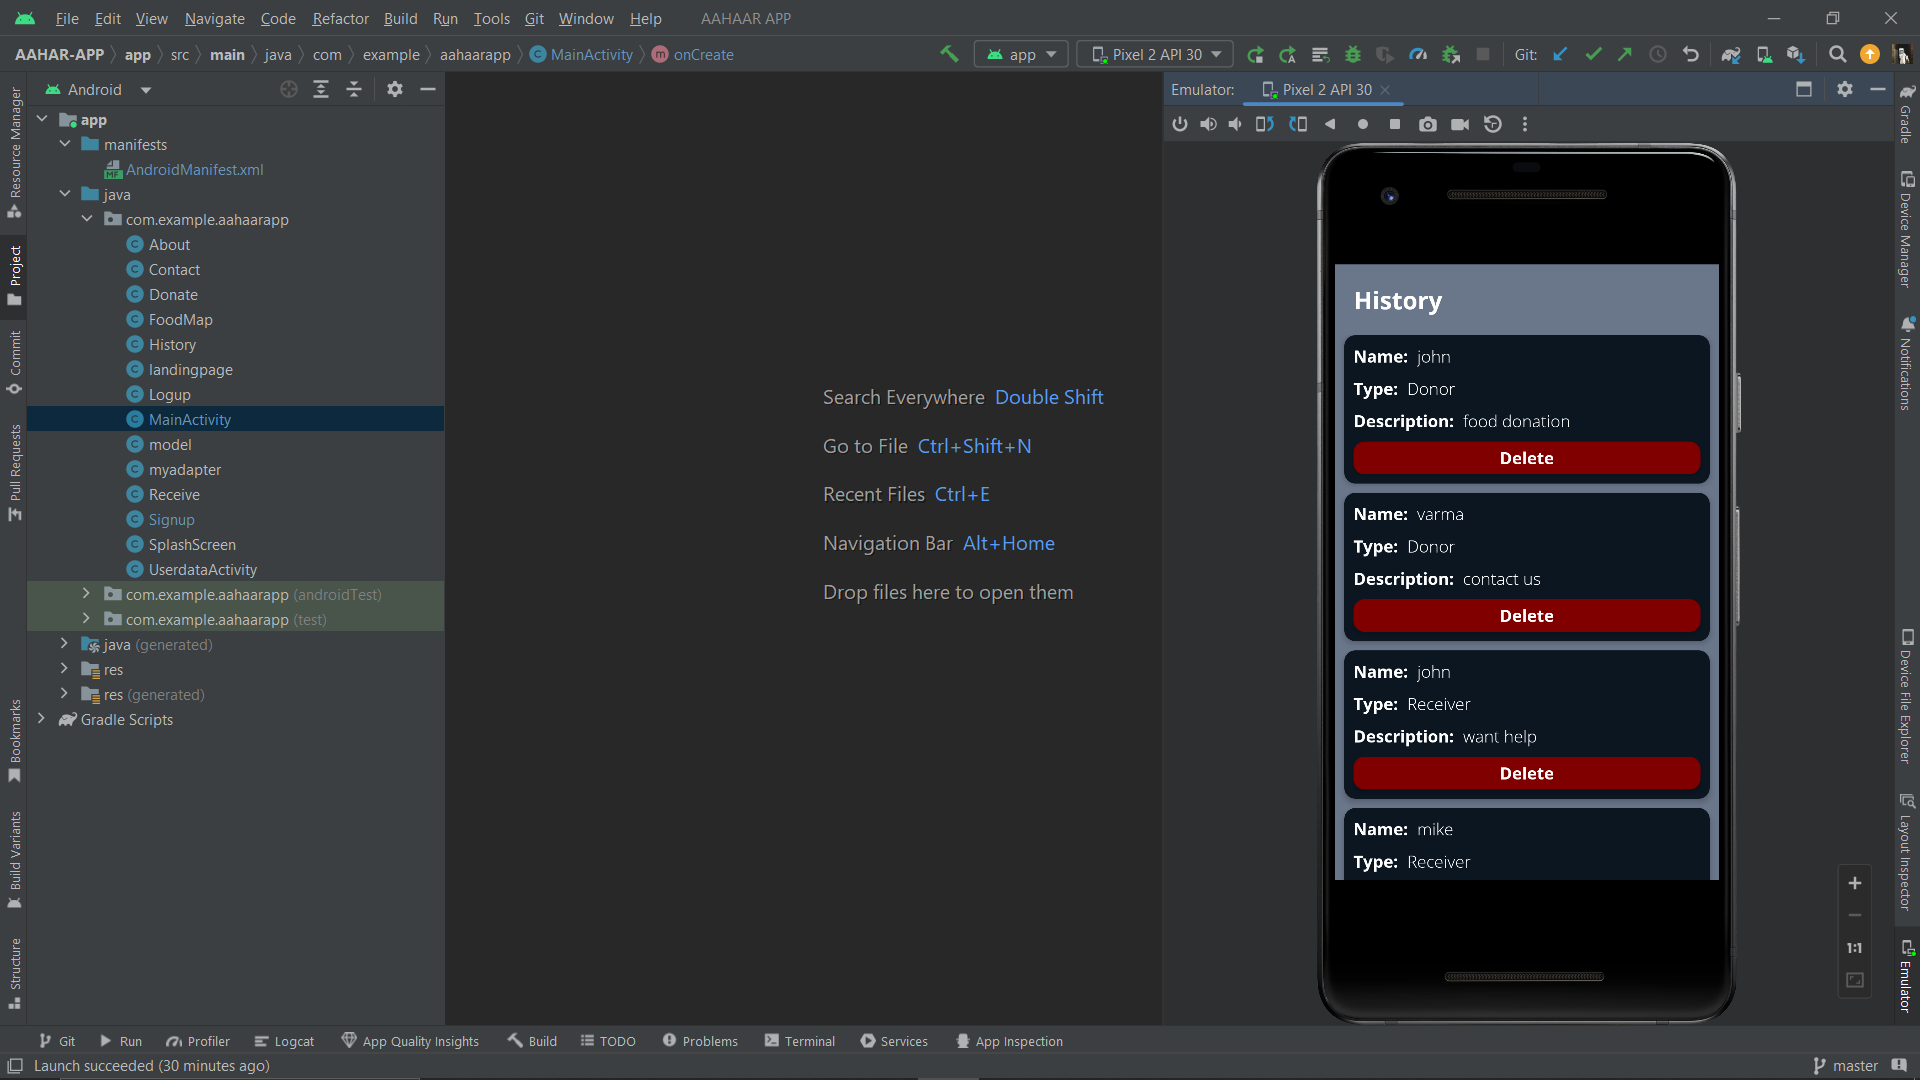 File Edit View Navigate Code Refactor Build Run Tools Git Window Help AAHAAR APP
AAHAR-APP app src main java com example aahaarapp MainActivity onCreate app Pixel 2 API 30 Git:
Android
Emulator: Pixel 2 API 30
app
manifests
AndroidManifest.xml
java
com.example.aahaarapp
About
Contact
Donate
FoodMap
History
landingpage
Logup
MainActivity
model
myadapter
Receive
Signup
SplashScreen
UserdataActivity
com.example.aahaarapp (androidTest)
com.example.aahaarapp (test)
java (generated)
res
res (generated)
Gradle Scripts
Resource Manager
Project
Commit
Pull Requests
Bookmarks
Build Variants
Structure
Search Everywhere Double Shift
Go to File Ctrl+Shift+N
Recent Files Ctrl+E
Navigation Bar Alt+Home
Drop files here to open them
History
Name: john
Type: Donor
Description: food donation
Delete
Name: varma
Type: Donor
Description: contact us
Delete
Name: john
Type: Receiver
Description: want help
Delete
Name: mike
Type: Receiver
1:1
Gradle
Device Manager
Notifications
Device File Explorer
Layout Inspector
Emulator
Git Run Profiler Logcat App Quality Insights Build TODO Problems Terminal Services App Inspection
Launch succeeded (30 minutes ago) master